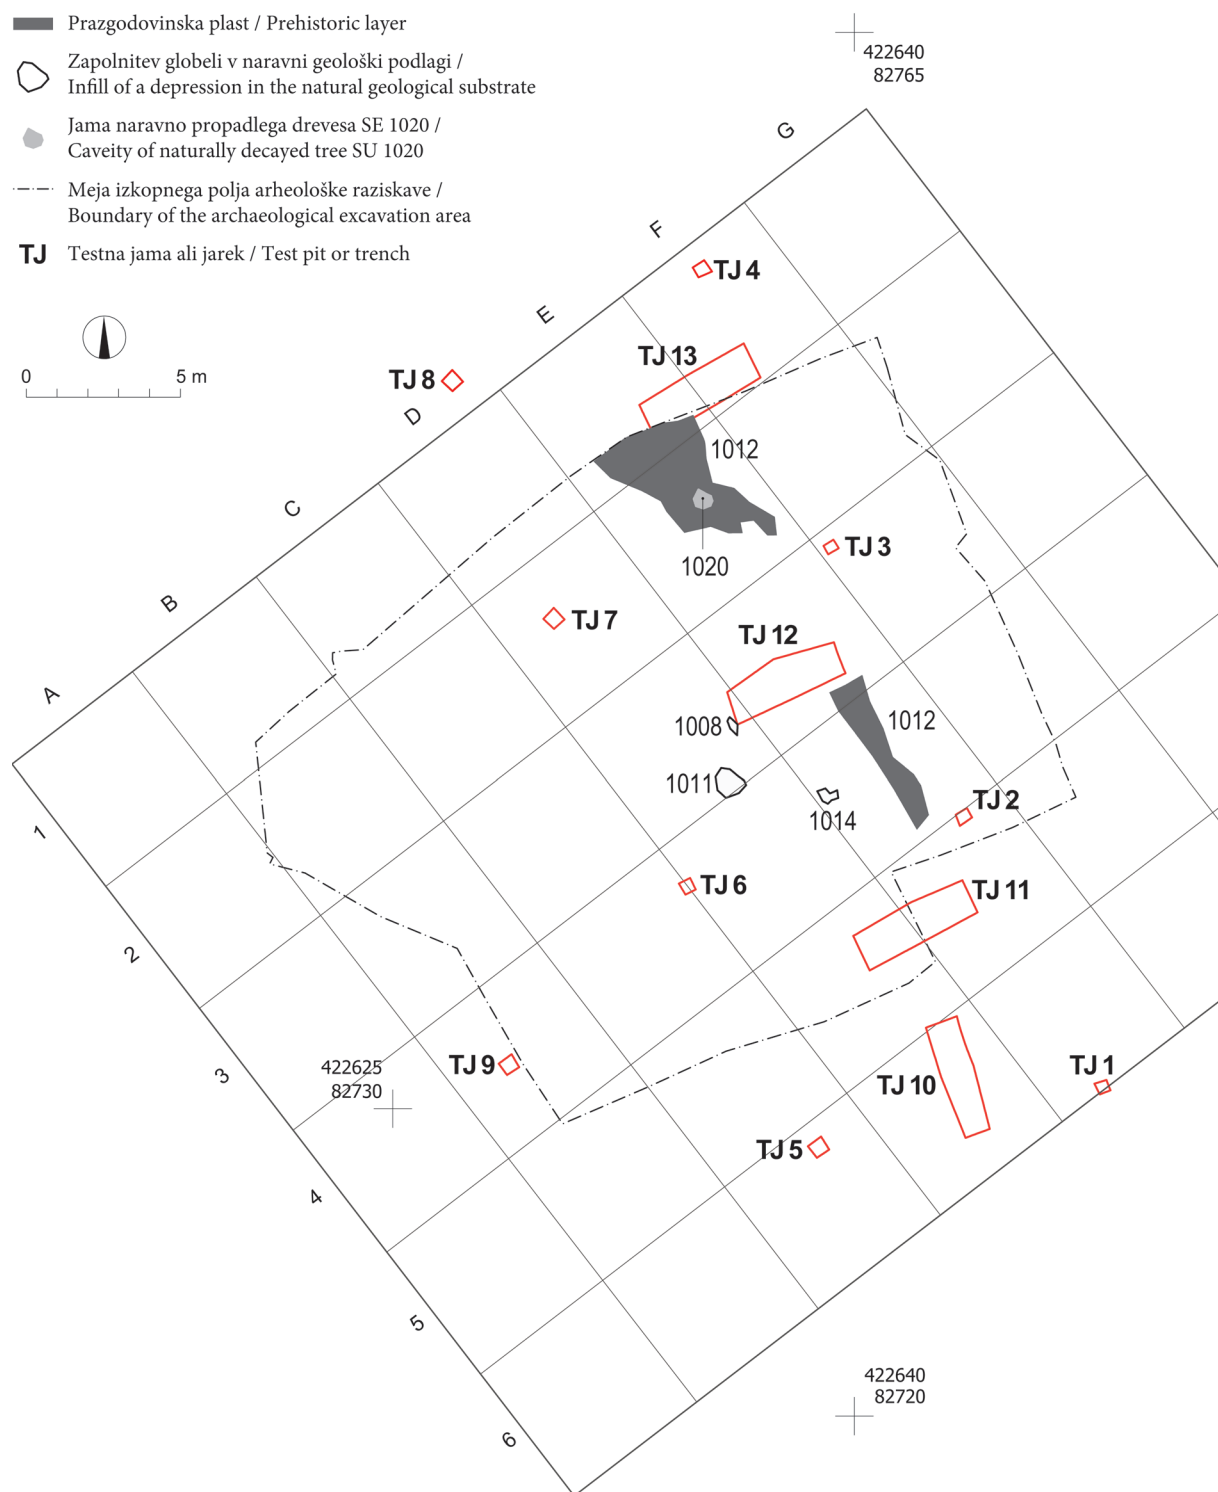 Prazgodovinska plast / Prehistoric layer
Zapolnitev globeli v naravni geološki podlagi /
Infill of a depression in the natural geological substrate
Jama naravno propadlega drevesa SE 1020 /
Caveity of naturally decayed tree SU 1020
Meja izkopnega polja arheološke raziskave /
Boundary of the archaeological excavation area
TJ Testna jama ali jarek / Test pit or trench
0 5 m
422640
82765
G
F
E
D
C
B
A
TJ 4
TJ 13
TJ 8
1012
1020
TJ 3
TJ 7
TJ 12
1008
1012
1011
1014
TJ 2
TJ 6
TJ 11
1
2
3
4
5
6
TJ 9
422625
82730
TJ 10
TJ 1
TJ 5
422640
82720